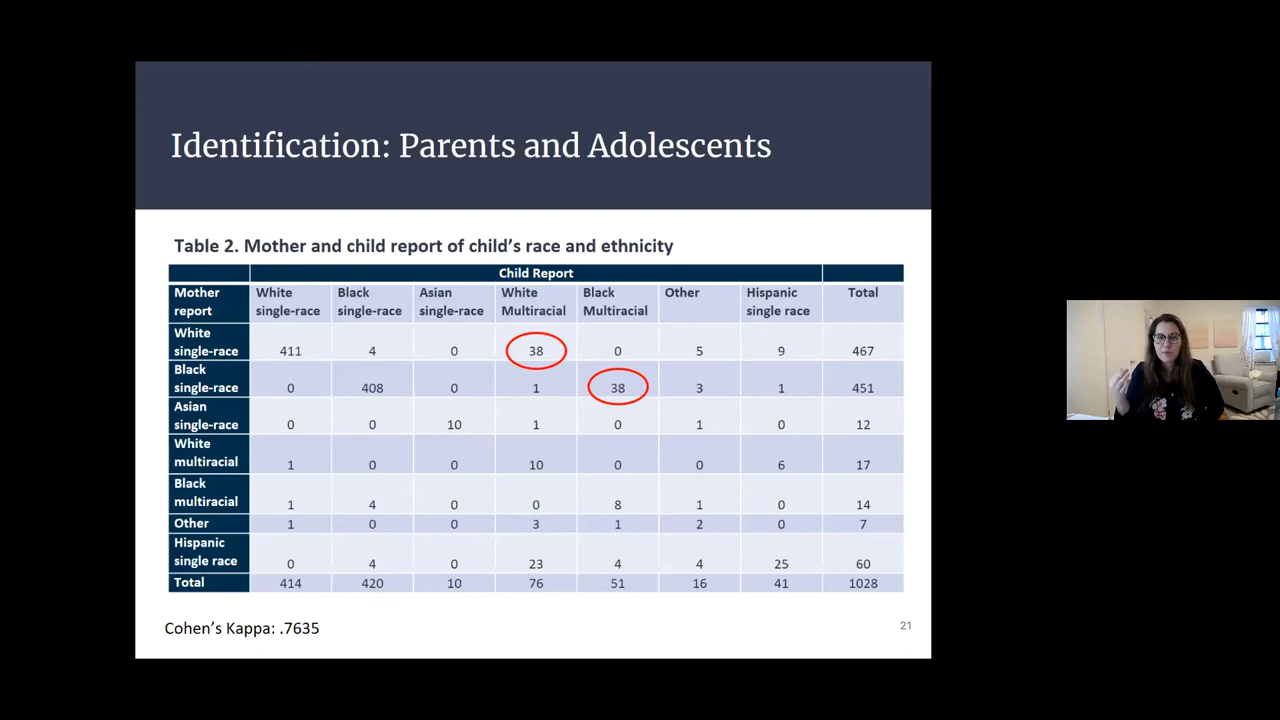 Identification: Parents and Adolescents
Table 2. Mother and child report of child's race and ethnicity
Child Report
Mother report White single-race Black single-race Asian single-race White Multiracial Black Multiracial Other Hispanic single race Total
White single-race 411 4 0 38 0 5 9 467
Black single-race 0 408 0 1 38 3 1 451
Asian single-race 0 0 10 1 0 1 0 12
White multiracial 1 0 0 10 0 0 6 17
Black multiracial 1 4 0 0 8 1 0 14
Other 1 0 0 3 1 2 0 7
Hispanic single race 0 4 0 23 4 4 25 60
Total 414 420 10 76 51 16 41 1028
Cohen's Kappa: .7635
21